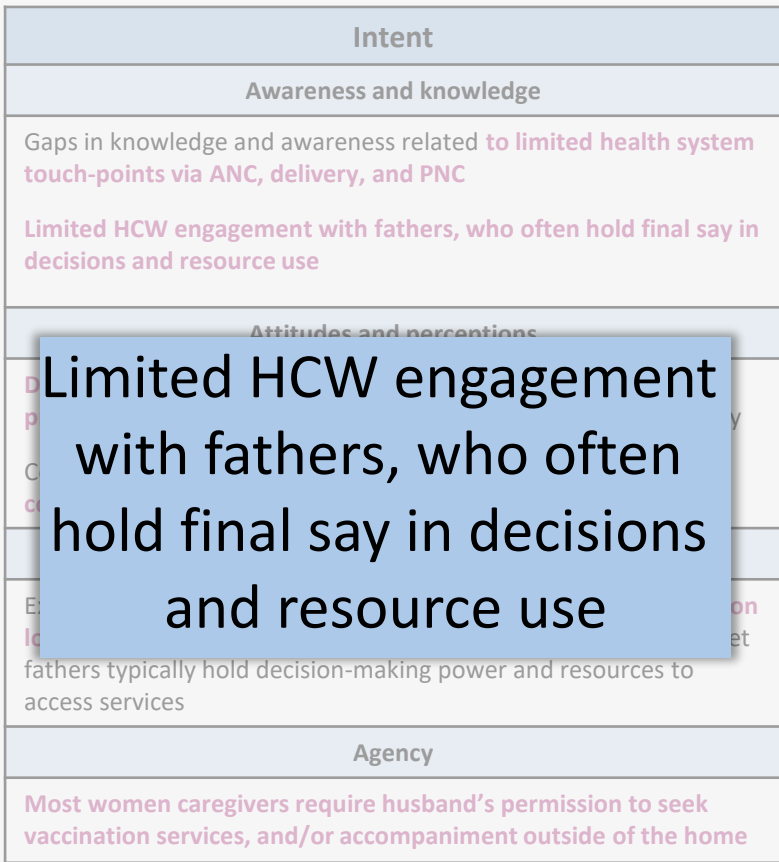 Intent
Awareness and knowledge
Gaps in knowledge and awareness related to limited health system
touch-points via ANC, delivery, and PNC
Limited HCW engagement with fathers, who often hold final say in
decisions and resource use
Attitudes and perceptions
Limited HCW engagement
with fathers, who often
hold final say in decisions
and resource use
fathers typically hold decision-making power and resources to
access services
Agency
Most women caregivers require husband's permission to seek
vaccination services, and/or accompaniment outside of the home